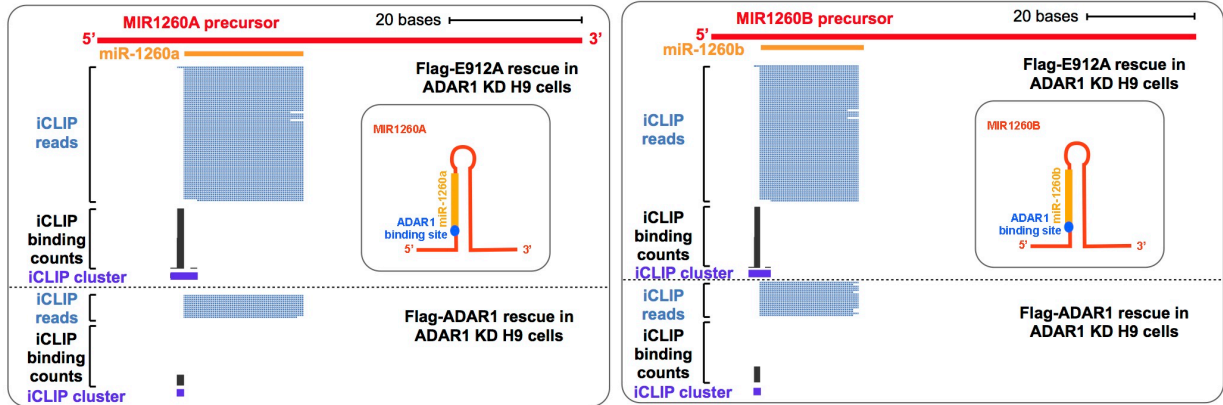 MIR1260A precursor
20 bases
5’
3’
miR-1260a
Flag-E912A rescue in
ADAR1 KD H9 cells
iCLIP
reads
MIR1260A
miR-1260a
ADAR1
binding site
5’
3’
iCLIP
binding
counts
iCLIP cluster
iCLIP
reads
Flag-ADAR1 rescue in
ADAR1 KD H9 cells
iCLIP
binding
counts
iCLIP cluster
MIR1260B precursor
20 bases
5’
miR-1260b
Flag-E912A rescue in
ADAR1 KD H9 cells
iCLIP
reads
MIR1260B
miR-1260b
ADAR1
binding site
5’
3’
iCLIP
binding
counts
iCLIP cluster
iCLIP
reads
Flag-ADAR1 rescue in
ADAR1 KD H9 cells
iCLIP
binding
counts
iCLIP cluster